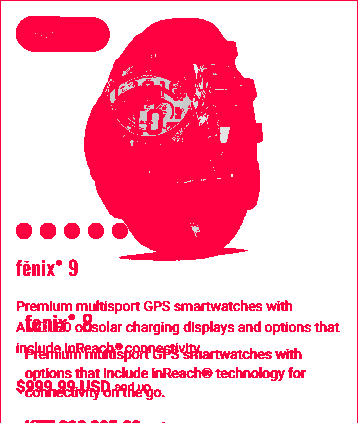 fēnix® 9
Premium multisport GPS smartwatches with
AMOLED or solar charging displays and options that
include inReach® connectivity.
$999.99 USD and up
fēnix® 8
Premium multisport GPS smartwatches with
options that include inReach® technology for
connectivity on the go.